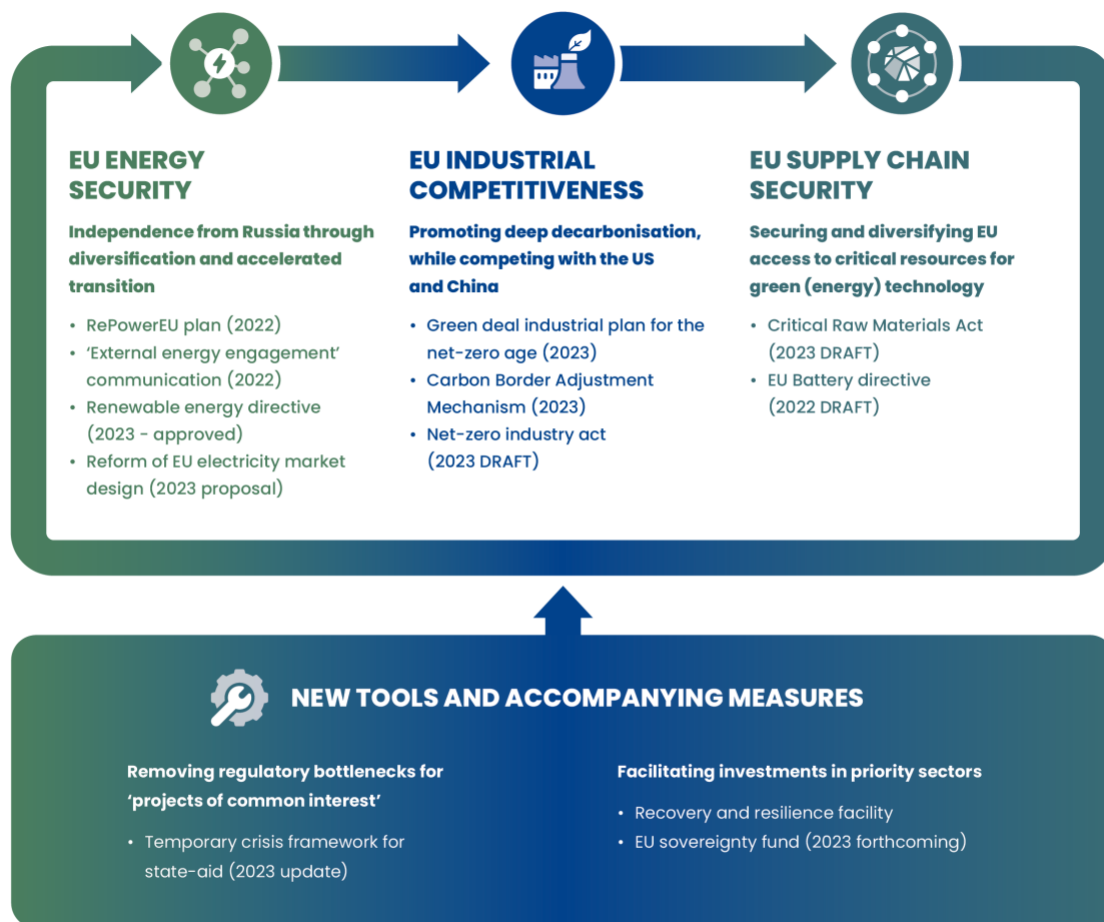 EU ENERGY
SECURITY
Independence from Russia through
diversification and accelerated
transition
• RePowerEU plan (2022)
• ‘External energy engagement’
communication (2022)
• Renewable energy directive
(2023 - approved)
• Reform of EU electricity market
design (2023 proposal)
EU INDUSTRIAL
COMPETITIVENESS
Promoting deep decarbonisation,
while competing with the US
and China
• Green deal industrial plan for the
net-zero age (2023)
• Carbon Border Adjustment
Mechanism (2023)
• Net-zero industry act
(2023 DRAFT)
EU SUPPLY CHAIN
SECURITY
Securing and diversifying EU
access to critical resources for
green (energy) technology
• Critical Raw Materials Act
(2023 DRAFT)
• EU Battery directive
(2022 DRAFT)
NEW TOOLS AND ACCOMPANYING MEASURES
Removing regulatory bottlenecks for
‘projects of common interest’
• Temporary crisis framework for
state-aid (2023 update)
Facilitating investments in priority sectors
• Recovery and resilience facility
• EU sovereignty fund (2023 forthcoming)